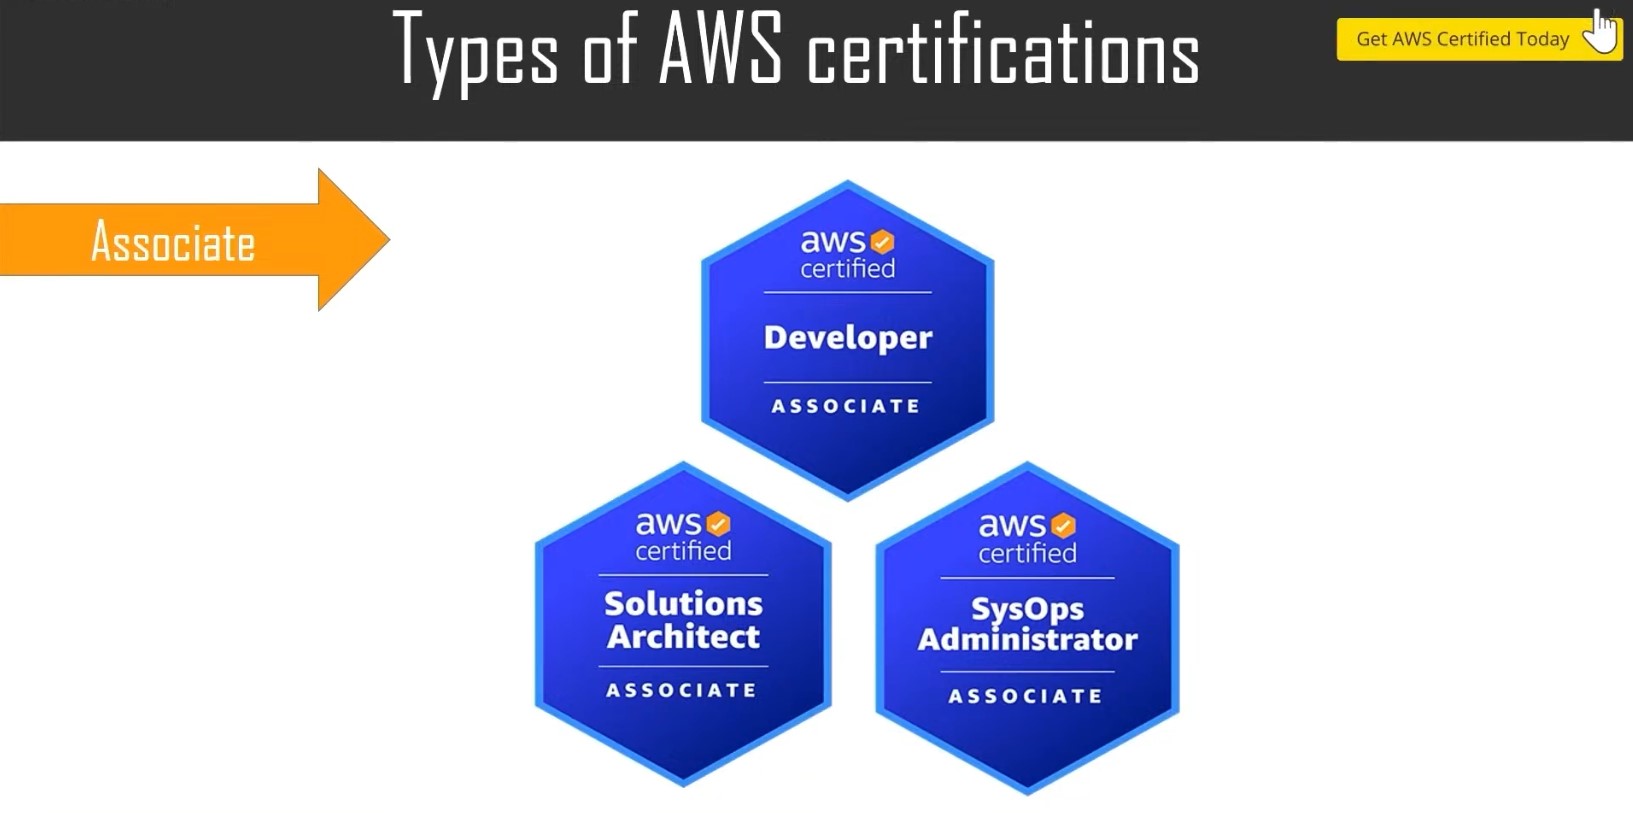 Types of AWS certifications
Get AWS Certified Today
Associate
aws
certified
Developer
ASSOCIATE
aws
certified
Solutions
Architect
ASSOCIATE
aws
certified
SysOps
Administrator
ASSOCIATE